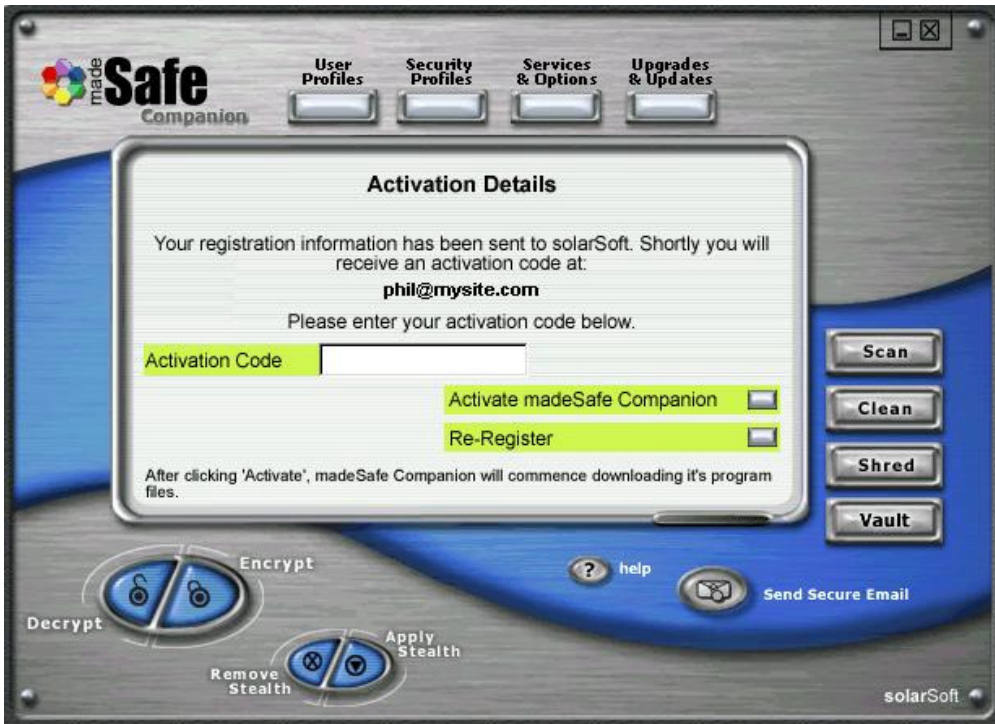 made
Safe
Companion
User
Profiles
Security
Profiles
Services
& Options
Upgrades
& Updates
Activation Details
Your registration information has been sent to solarSoft. Shortly you will
receive an activation code at:
phil@mysite.com
Please enter your activation code below.
Activation Code
Activate madeSafe Companion
Re-Register
After clicking 'Activate', madeSafe Companion will commence downloading it's program
files.
Scan
Clean
Shred
Vault
Encrypt
Decrypt
? help
Send Secure Email
Apply
Stealth
Remove
Stealth
solarSoft